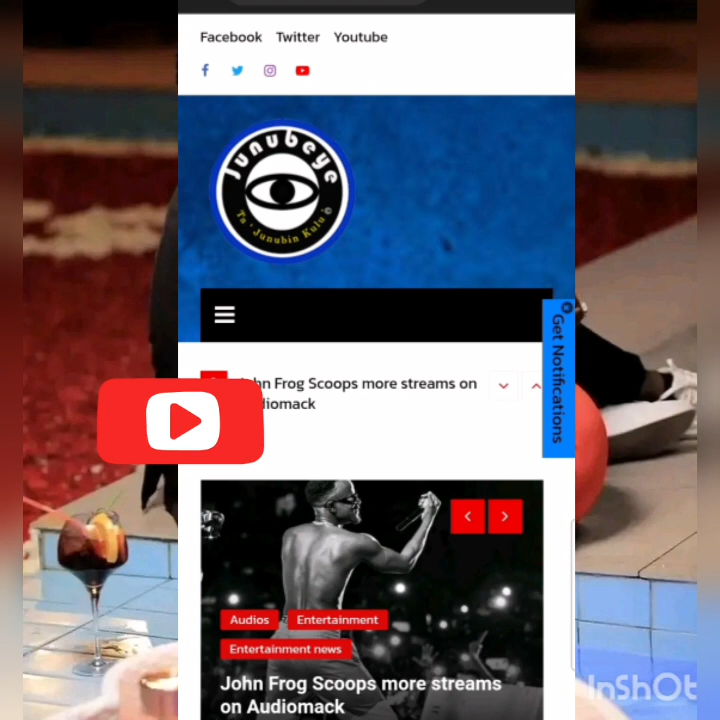 Facebook Twitter Youtube
Junubeye
Ta · Junubin Kulu
Get Notifications
hn Frog Scoops more streams on
diomack
Audios Entertainment
Entertainment news
John Frog Scoops more streams
on Audiomack
InShOt